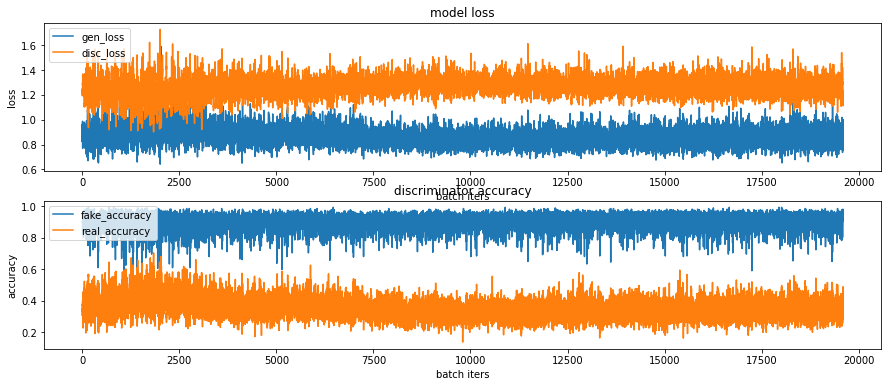 model loss
gen_loss
disc_loss
1.6
1.4
1.2
1.0
0.8
0.6
loss
0
2500
5000
7500
10000
12500
15000
17500
20000
batch iters
discriminator accuracy
fake_accuracy
real_accuracy
1.0
0.8
0.6
0.4
0.2
accuracy
0
2500
5000
7500
10000
12500
15000
17500
20000
batch iters